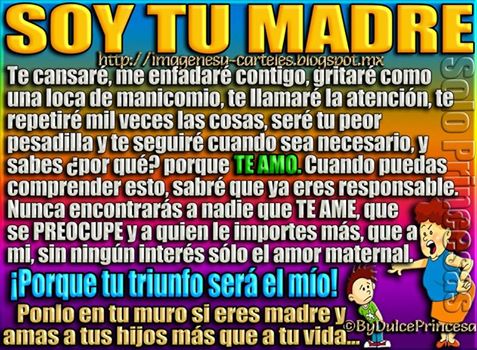 SOY TU MADRE
http://imagenesy-carteles.blogspot.mx
Te cansaré, me enfadaré contigo, gritaré como
una loca de manicomio, te llamaré la atención, te
repetiré mil veces las cosas, seré tu peor
pesadilla y te seguiré cuando sea necesario, y
sabes ¿por qué? porque TE AMO. Cuando puedas
comprender esto, sabré que ya eres responsable.
Nunca encontrarás a nadie que TE AME, que
se PREOCUPE y a quien le importes más, que a
mi, sin ningún interés sólo el amor maternal.
¡Porque tu triunfo será el mío!
Ponlo en tu muro si eres madre y
amas a tus hijos más que a tu vida...
©ByDulcePrincesa
Solo Princesas